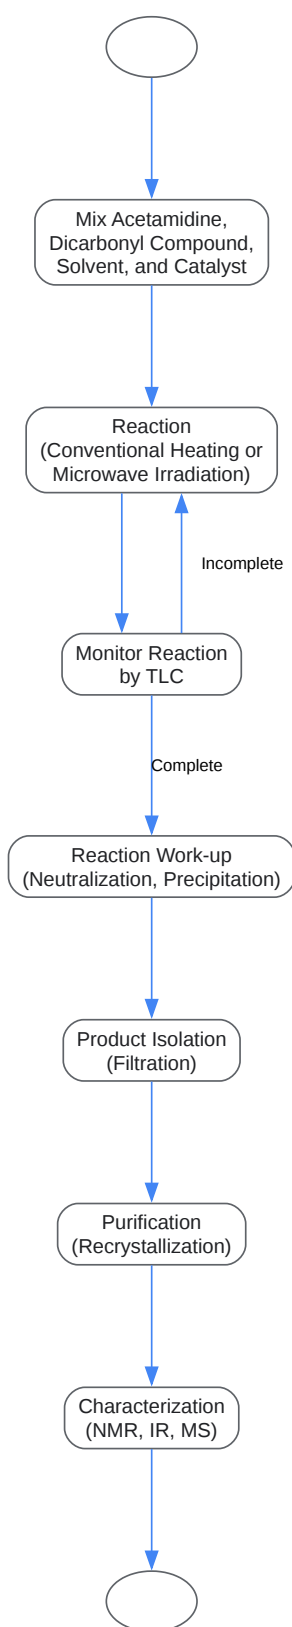 Mix Acetamidine,
Dicarbonyl Compound,
Solvent, and Catalyst
Reaction
(Conventional Heating or
Microwave Irradiation)
Incomplete
Monitor Reaction
by TLC
Complete
Reaction Work-up
(Neutralization, Precipitation)
Product Isolation
(Filtration)
Purification
(Recrystallization)
Characterization
(NMR, IR, MS)